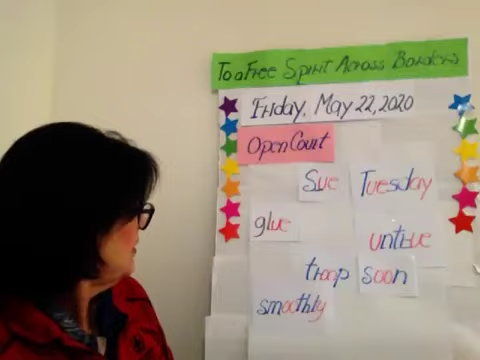 To a Free Spirit Across Borders
Friday, May 22, 2020
Open Court
Sue Tuesday
glue
untrue
troop soon
smoothly